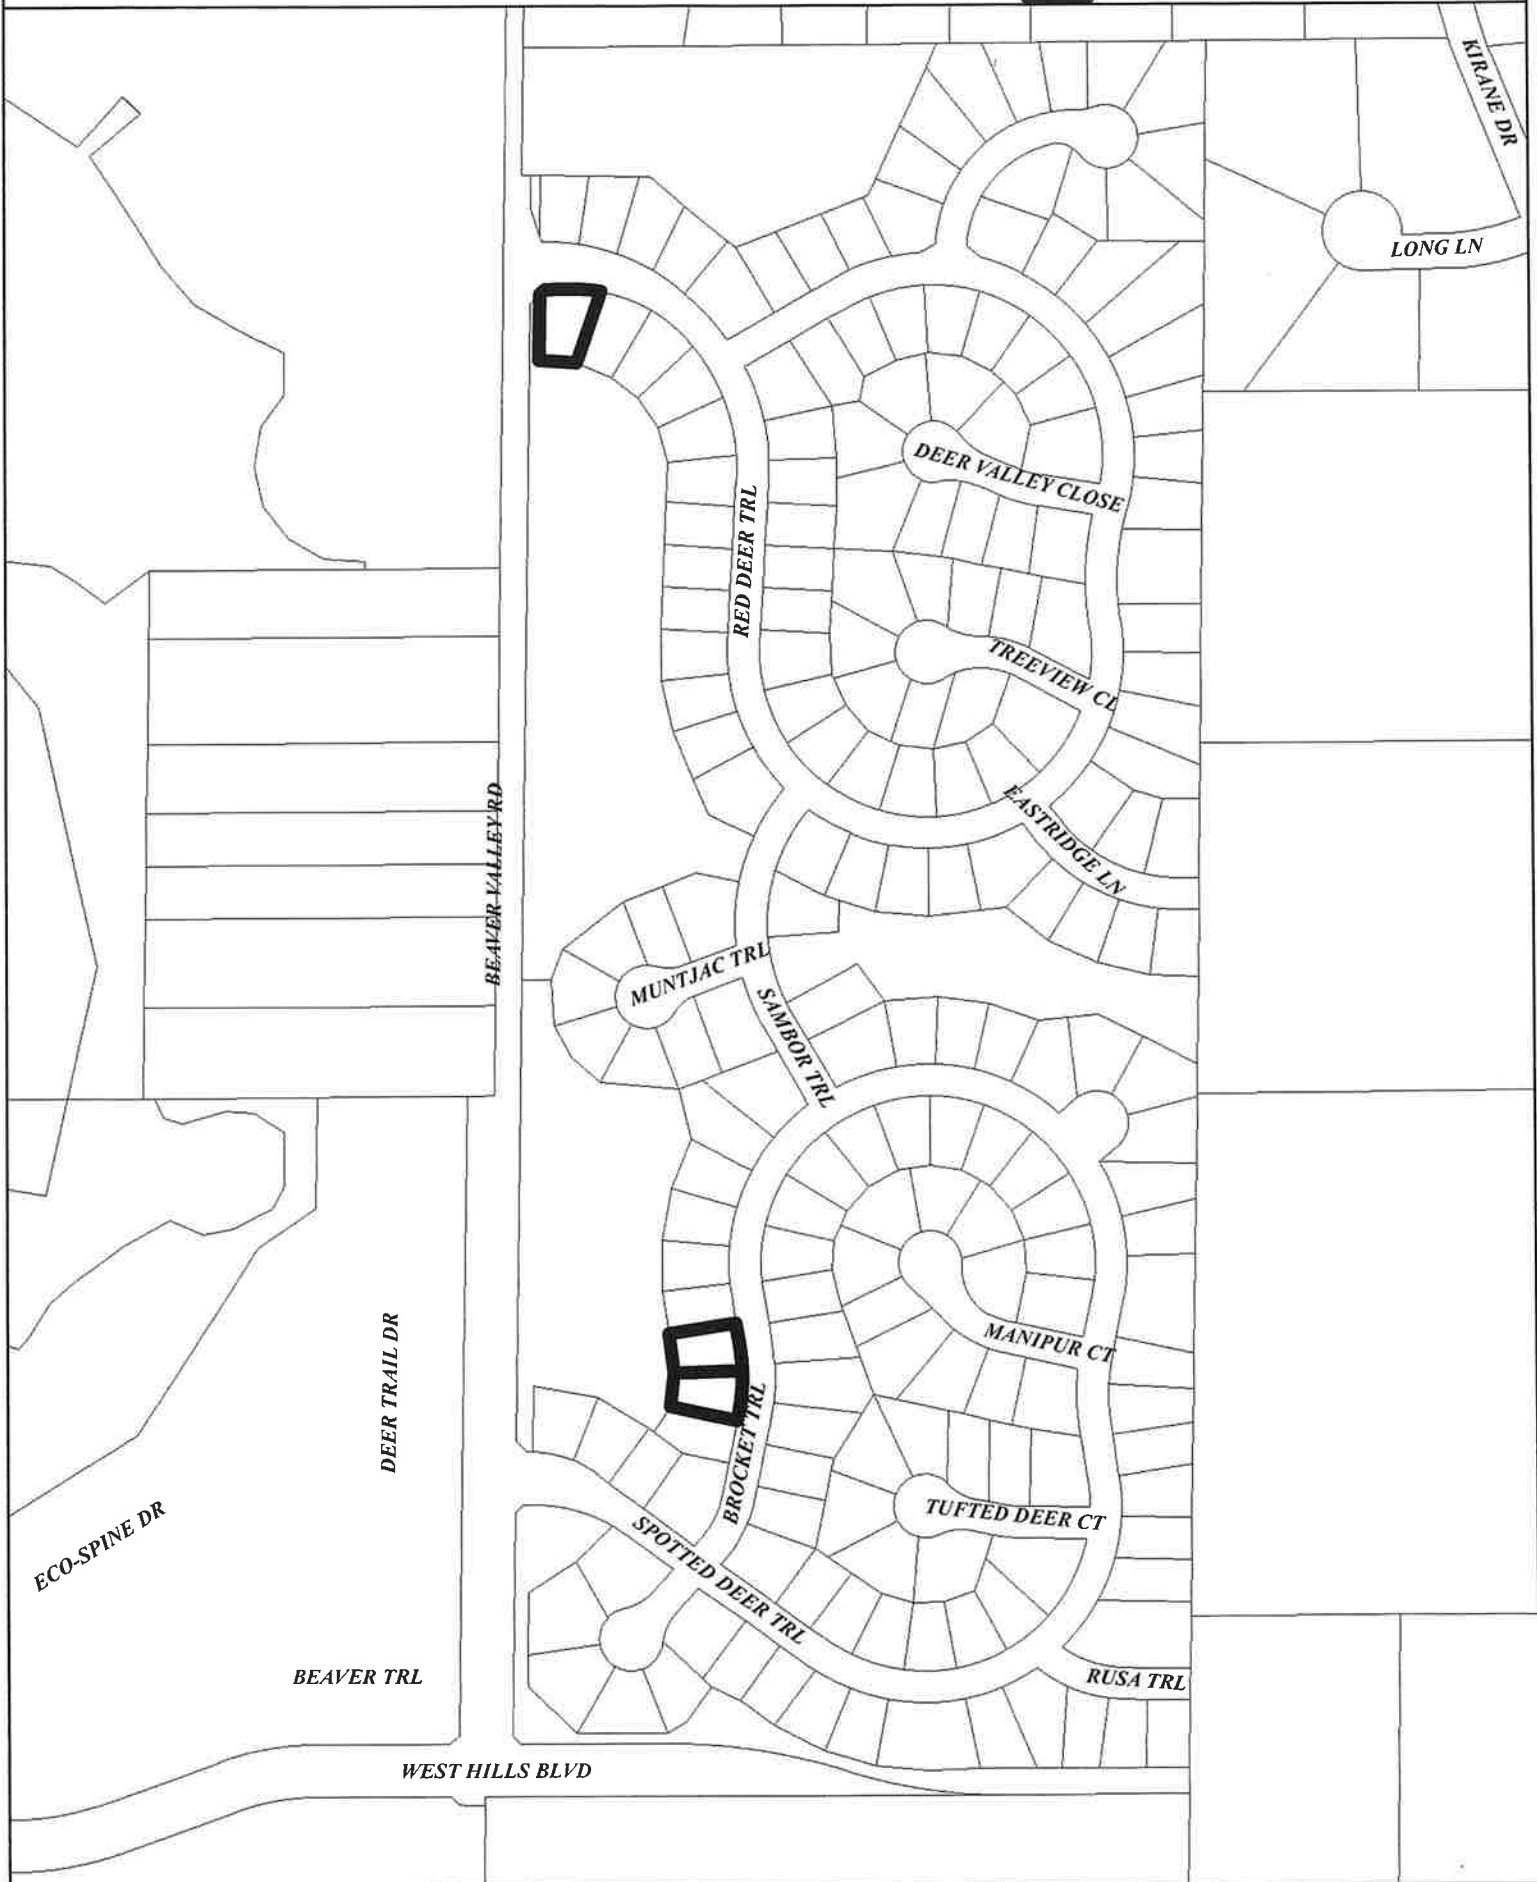 KIRANE DR
LONG LN
DEER VALLEY CLOSE
RED DEER TRL
TREEVIEW CL
EASTRIDGE LN
BEAVER VALLEY RD
MUNTJAC TRL
SAMBOR TRL
MANIPUR CT
DEER TRAIL DR
BROCKET TRL
TUFTED DEER CT
ECO-SPINE DR
SPOTTED DEER TRL
BEAVER TRL
RUSA TRL
WEST HILLS BLVD